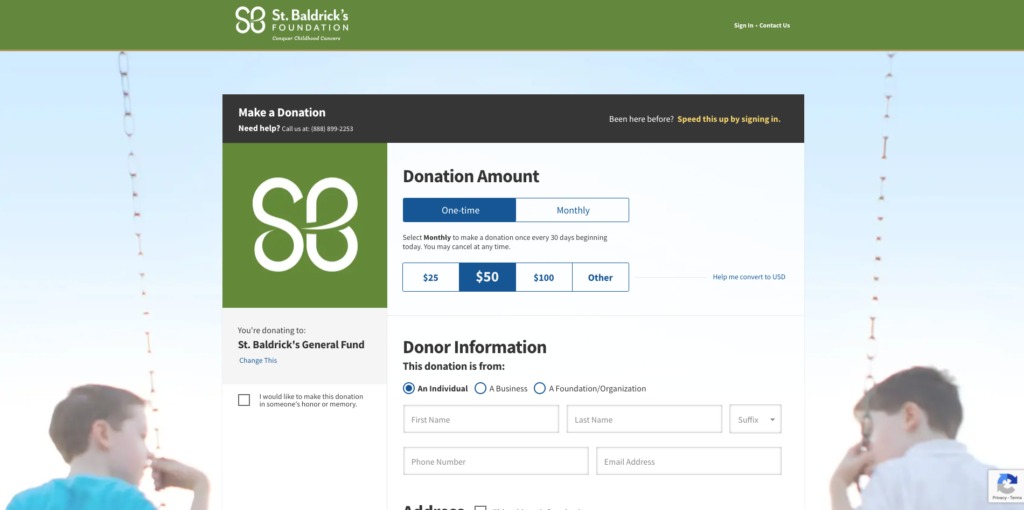 St. Baldrick's
FOUNDATION
Conquer Childhood Cancers
Sign In • Contact Us
Make a Donation
Need help? Call us at: (888) 899-2253
Been here before? Speed this up by signing in.
SB
Donation Amount
One-time Monthly
Select Monthly to make a donation once every 30 days beginning
today. You may cancel at any time.
$25 $50 $100 Other
Help me convert to USD
You're donating to:
St. Baldrick's General Fund
Change This
I would like to make this donation
in someone's honor or memory.
Donor Information
This donation is from:
An Individual A Business A Foundation/Organization
First Name Last Name Suffix
Phone Number Email Address
Address
Privacy - Terms